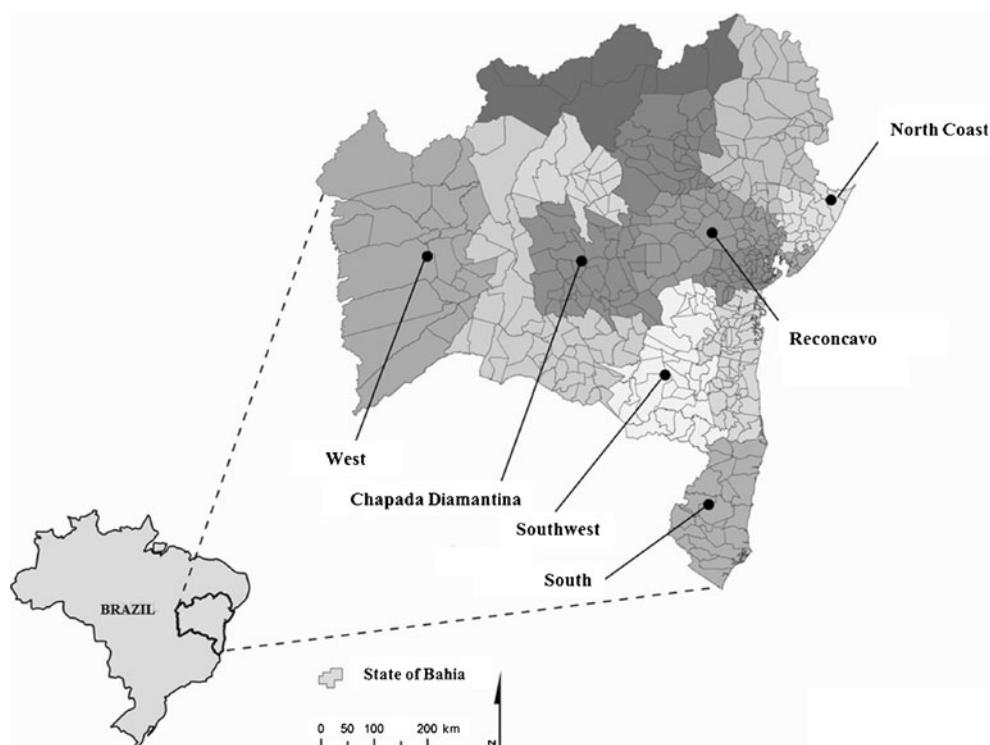 North Coast
Reconcavo
West
Chapada Diamantina
Southwest
South
BRAZIL
State of Bahia
0 50 100 200 km